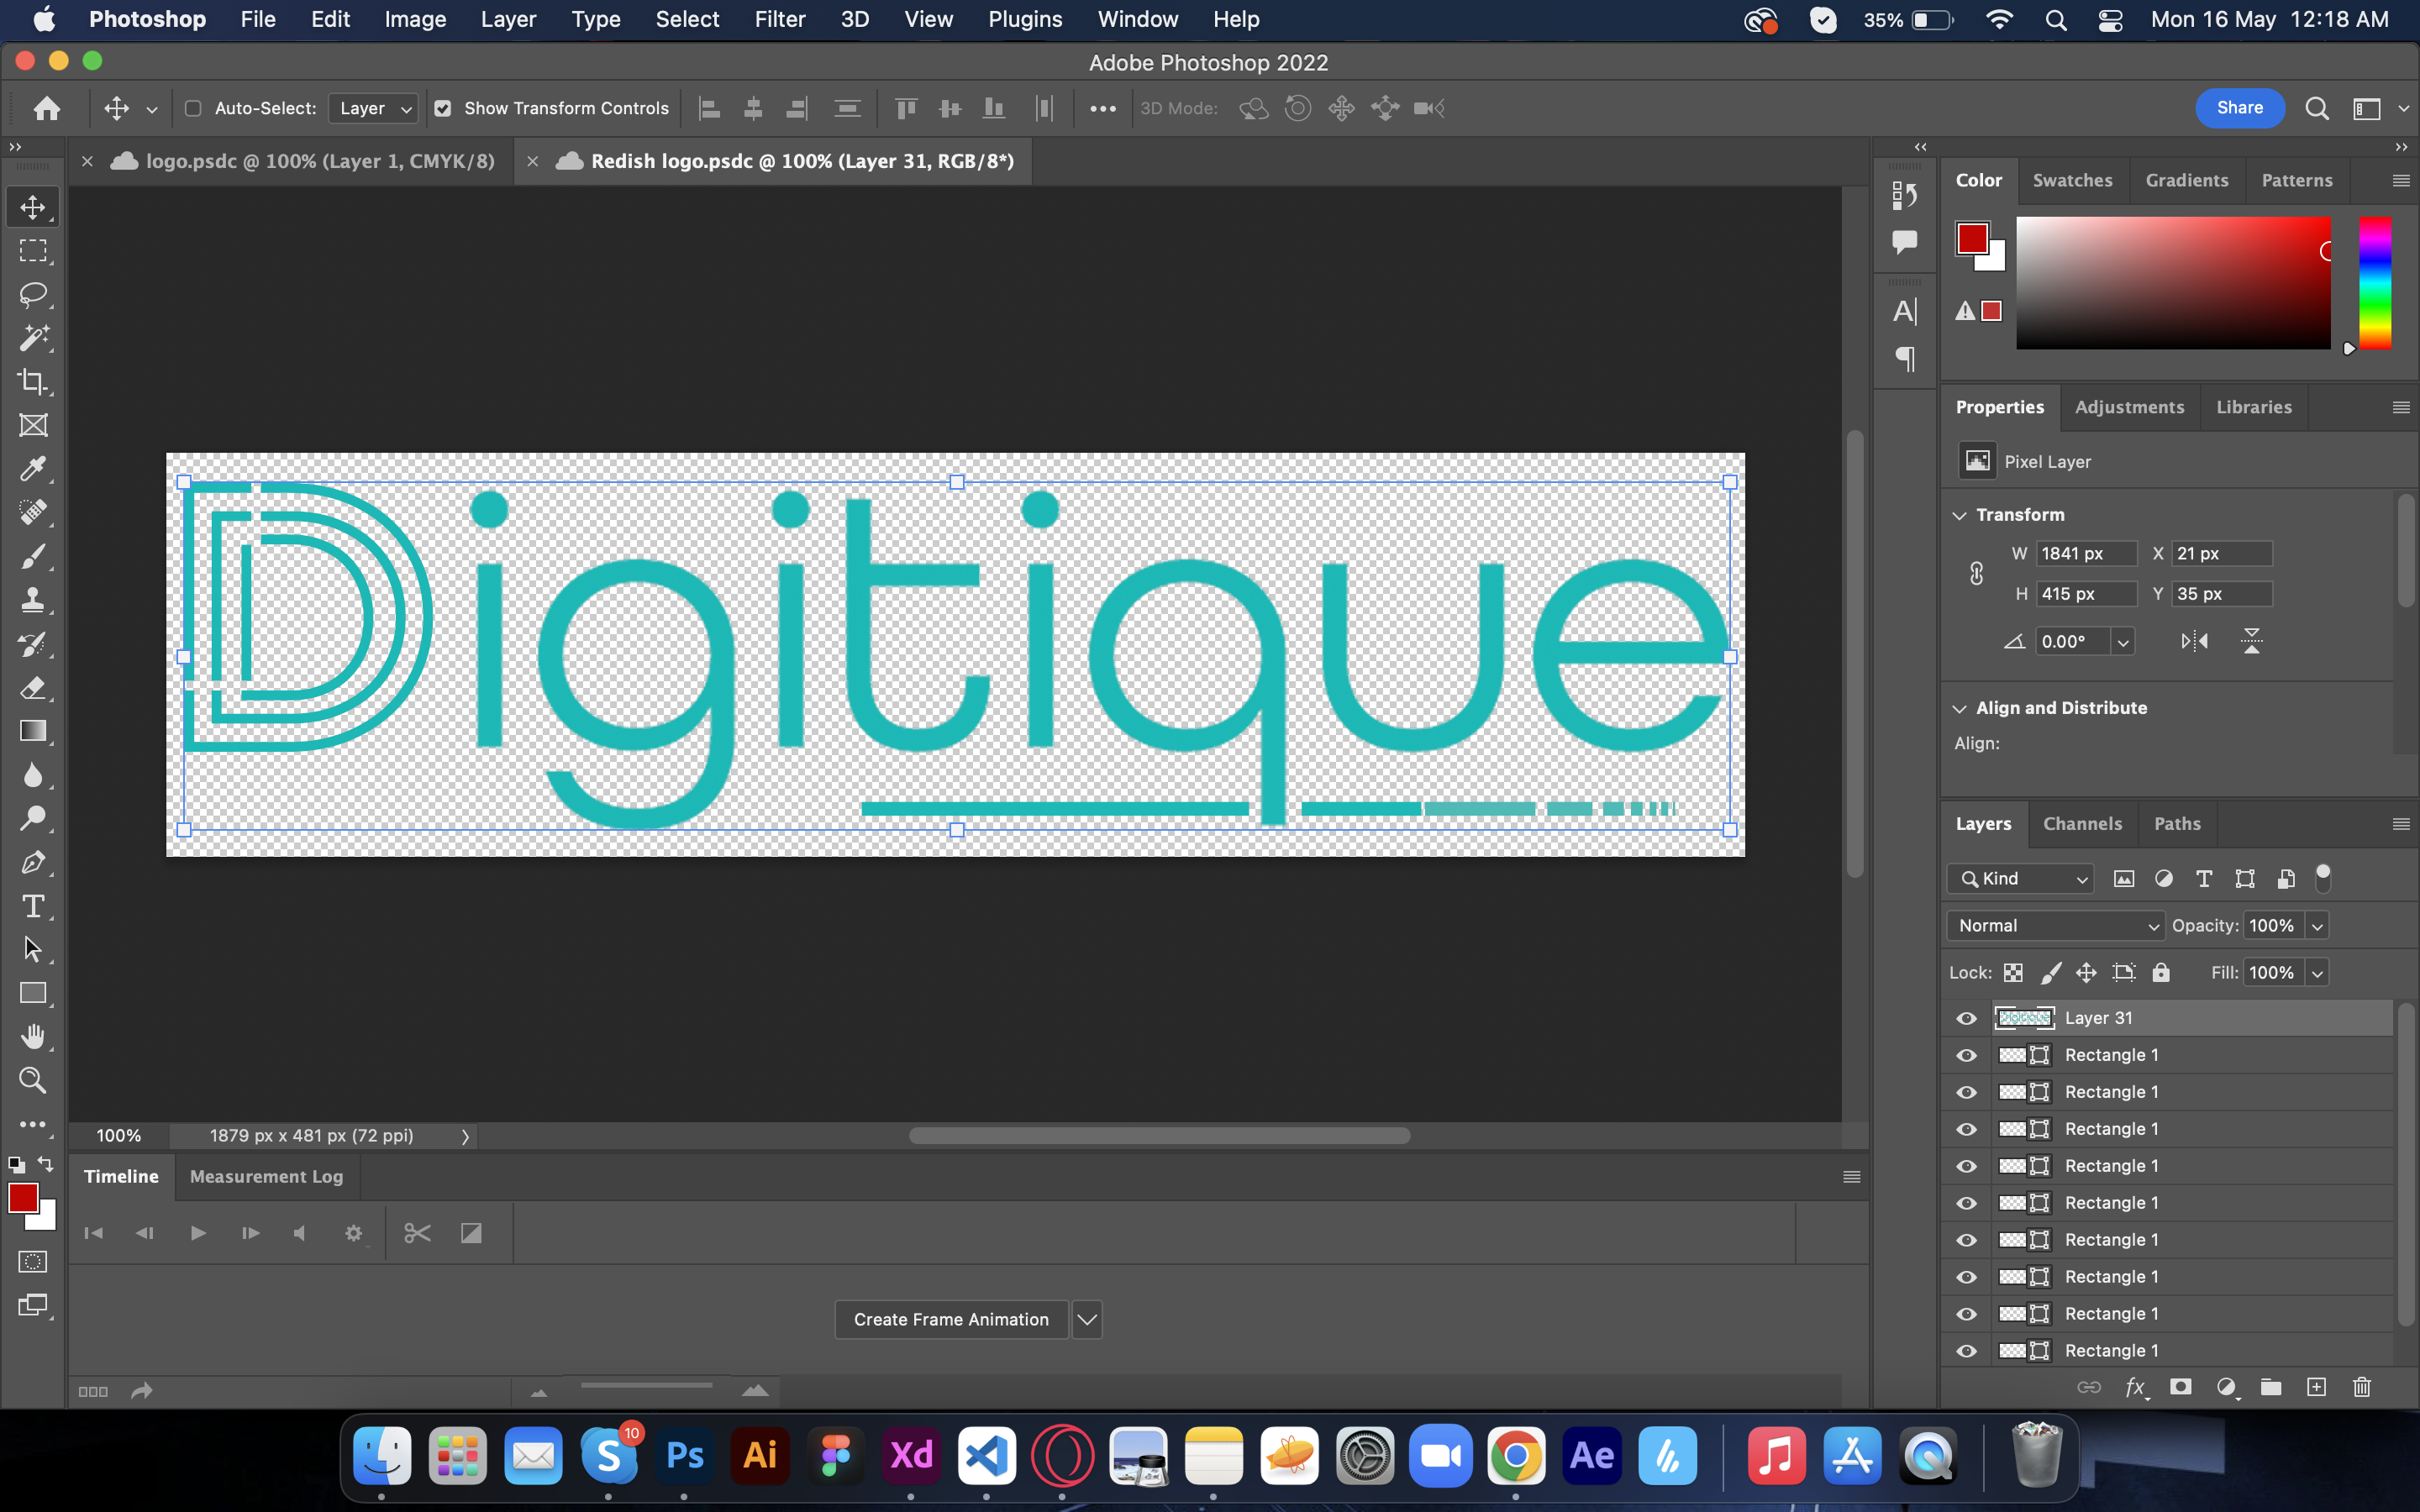 Photoshop File Edit Image Layer Type Select Filter 3D View Plugins Window Help 35% Mon 16 May 12:18 AM
Adobe Photoshop 2022
Auto-Select: Layer Show Transform Controls 3D Mode: Share
logo.psdc @ 100% (Layer 1, CMYK/8) Redish logo.psdc @ 100% (Layer 31, RGB/8*)
Color Swatches Gradients Patterns
Properties Adjustments Libraries
Pixel Layer
Transform
W 1841 px X 21 px
H 415 px Y 35 px
0.00°
Align and Distribute
Align:
Digitique
Layers Channels Paths
Kind
Normal Opacity: 100%
Lock: Fill: 100%
Layer 31
Rectangle 1
Rectangle 1
Rectangle 1
Rectangle 1
Rectangle 1
Rectangle 1
Rectangle 1
Rectangle 1
Rectangle 1
fx
100% 1879 px x 481 px (72 ppi)
Timeline Measurement Log
Create Frame Animation
S 10 Ps Ai Xd Ae